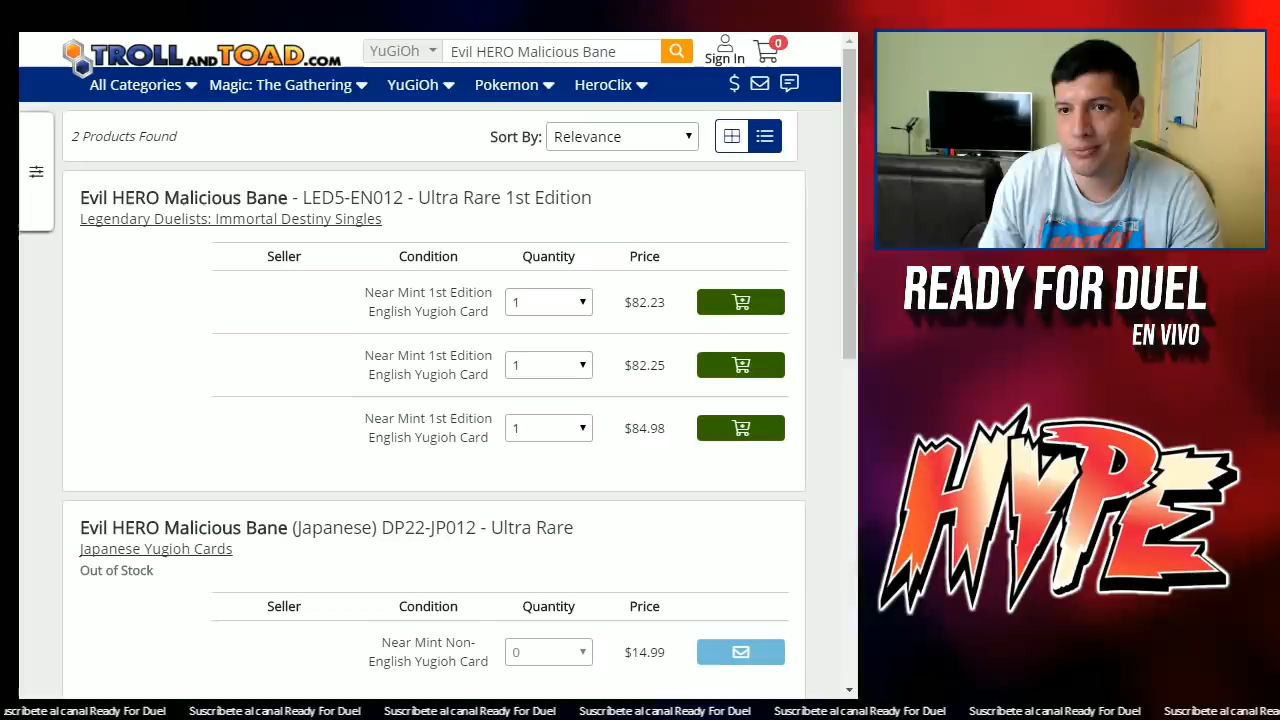 TROLL AND TOAD.COM
YuGiOh
Evil HERO Malicious Bane
Sign In
0
All Categories
Magic: The Gathering
YuGiOh
Pokemon
HeroClix
$
2 Products Found
Sort By:
Relevance
Evil HERO Malicious Bane - LED5-EN012 - Ultra Rare 1st Edition
Legendary Duelists: Immortal Destiny Singles
Seller Condition Quantity Price
Near Mint 1st Edition
English Yugioh Card
1
$82.23
Near Mint 1st Edition
English Yugioh Card
1
$82.25
Near Mint 1st Edition
English Yugioh Card
1
$84.98
Evil HERO Malicious Bane (Japanese) DP22-JP012 - Ultra Rare
Japanese Yugioh Cards
Out of Stock
Seller Condition Quantity Price
Near Mint Non-
English Yugioh Card
0
$14.99
READY FOR DUEL
EN VIVO
HYPE
scribete al canal Ready For Duel Suscribete al canal Ready For Duel Suscribete al canal Ready For Duel Suscribete al canal Ready For Duel Suscribete al canal Ready For Duel Suscribete al canal Ready For Duel Suscribete al canal Rea